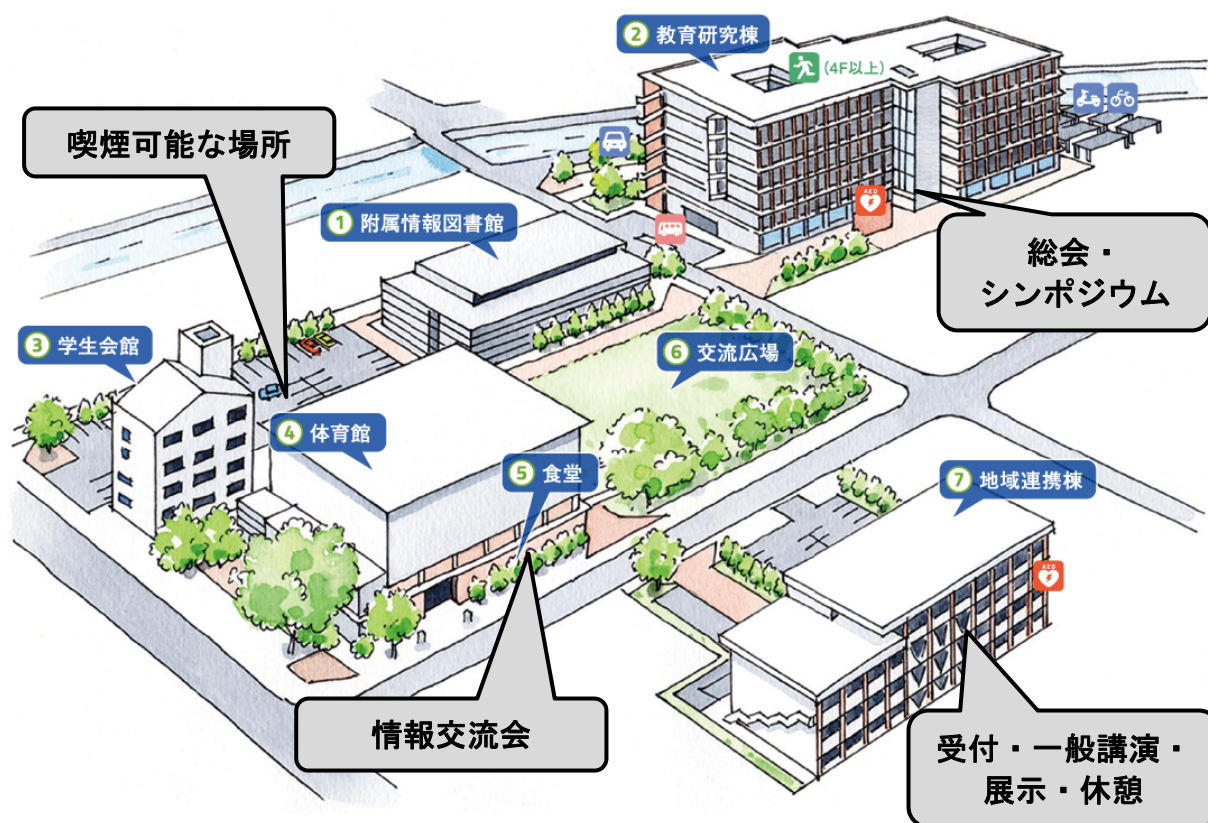 ② 教育研究棟
(4F以上)
喫煙可能な場所
① 附属情報図書館
AED
総会・
シンポジウム
③ 学生会館
⑥ 交流広場
④ 体育館
⑤ 食堂
⑦ 地域連携棟
AED
情報交流会
受付・一般講演・
展示・休憩